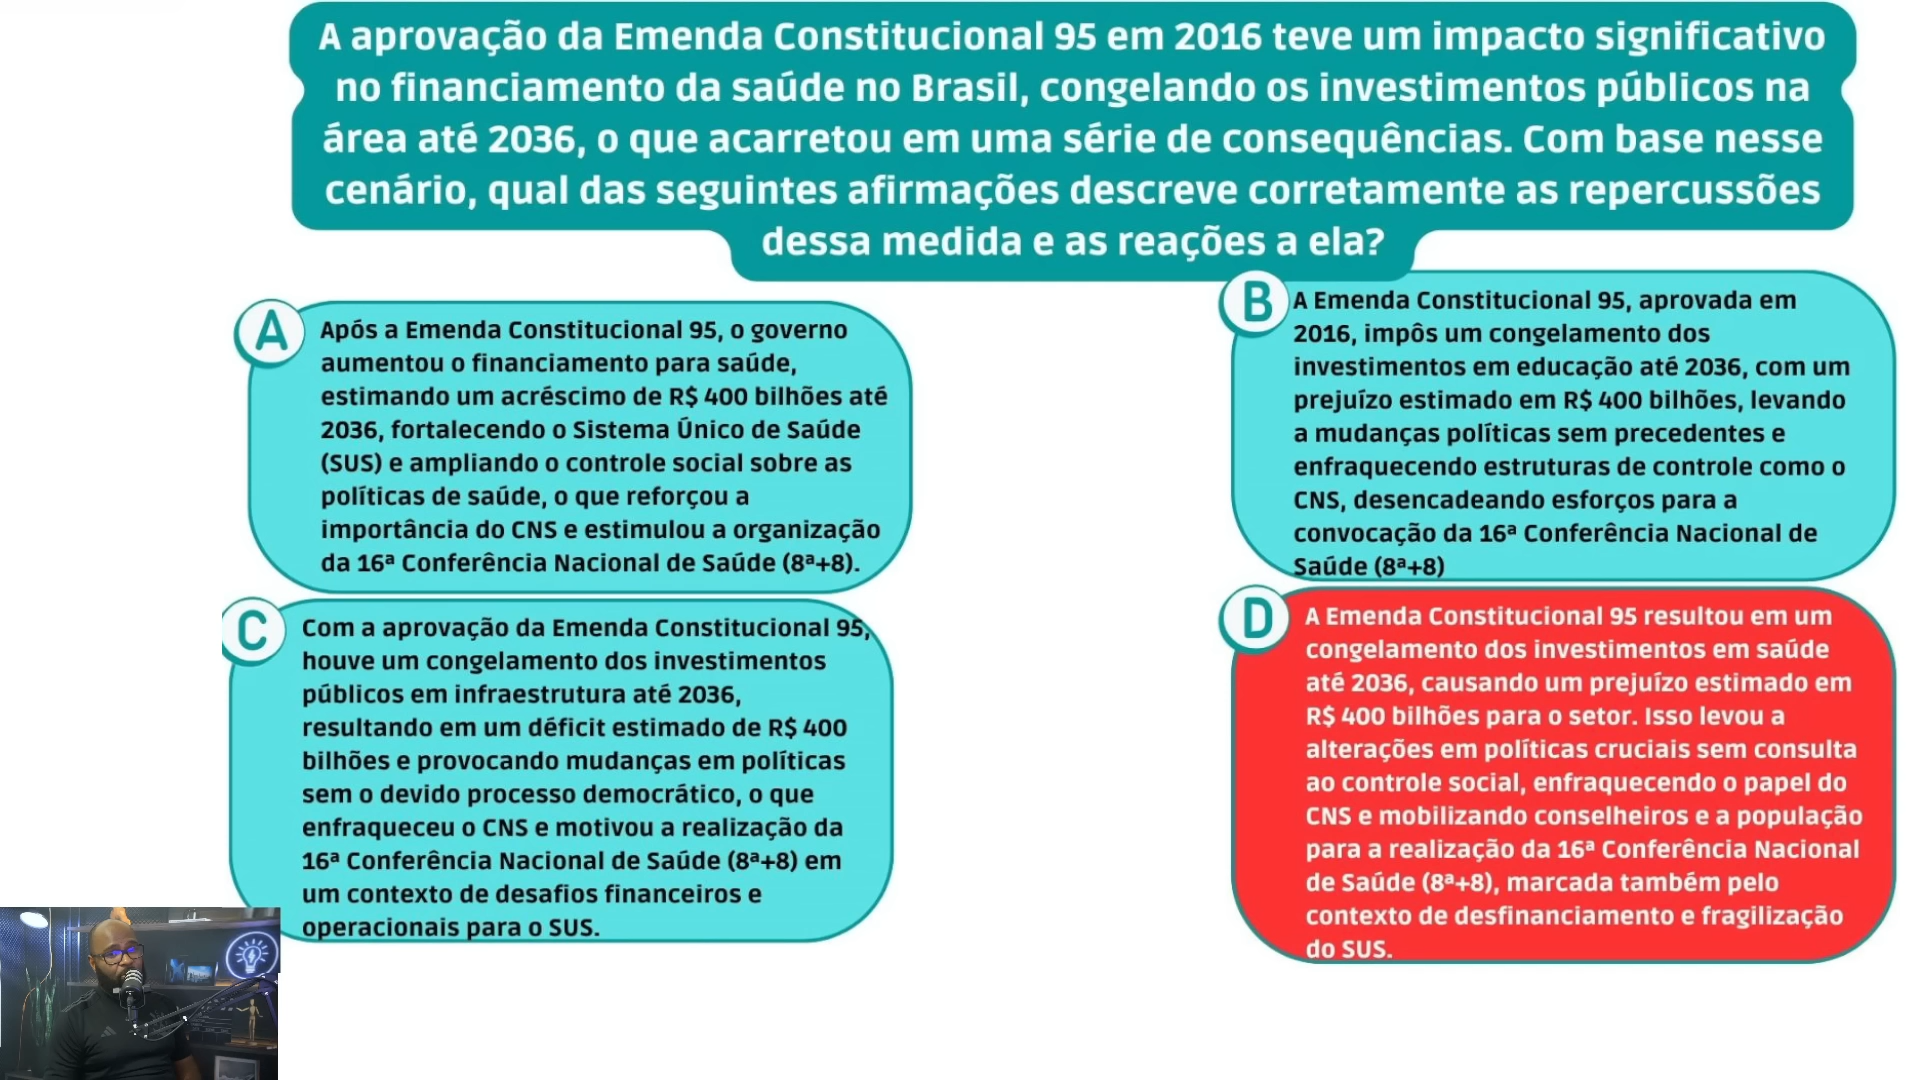 A aprovação da Emenda Constitucional 95 em 2016 teve um impacto significativo
no financiamento da saúde no Brasil, congelando os investimentos públicos na
área até 2036, o que acarretou em uma série de consequências. Com base nesse
cenário, qual das seguintes afirmações descreve corretamente as repercussões
dessa medida e as reações a ela?
A
Após a Emenda Constitucional 95, o governo
aumentou o financiamento para saúde,
estimando um acréscimo de R$ 400 bilhões até
2036, fortalecendo o Sistema Único de Saúde
(SUS) e ampliando o controle social sobre as
políticas de saúde, o que reforçou a
importância do CNS e estimulou a organização
da 16ª Conferência Nacional de Saúde (8ª+8).
B
A Emenda Constitucional 95, aprovada em
2016, impôs um congelamento dos
investimentos em educação até 2036, com um
prejuízo estimado em R$ 400 bilhões, levando
a mudanças políticas sem precedentes e
enfraquecendo estruturas de controle como o
CNS, desencadeando esforços para a
convocação da 16ª Conferência Nacional de
Saúde (8ª+8)
C
Com a aprovação da Emenda Constitucional 95,
houve um congelamento dos investimentos
públicos em infraestrutura até 2036,
resultando em um déficit estimado de R$ 400
bilhões e provocando mudanças em políticas
sem o devido processo democrático, o que
enfraqueceu o CNS e motivou a realização da
16ª Conferência Nacional de Saúde (8ª+8) em
um contexto de desafios financeiros e
operacionais para o SUS.
D
A Emenda Constitucional 95 resultou em um
congelamento dos investimentos em saúde
até 2036, causando um prejuízo estimado em
R$ 400 bilhões para o setor. Isso levou a
alterações em políticas cruciais sem consulta
ao controle social, enfraquecendo o papel do
CNS e mobilizando conselheiros e a população
para a realização da 16ª Conferência Nacional
de Saúde (8ª+8), marcada também pelo
contexto de desfinanciamento e fragilização
do SUS.